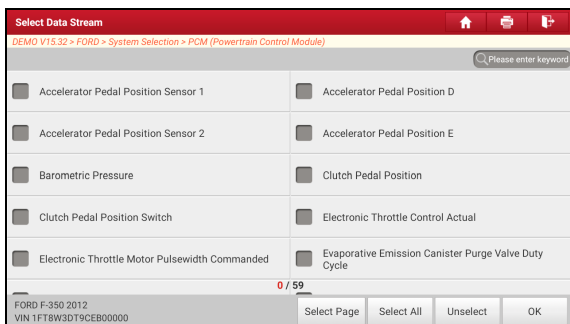 Select Data Stream
DEMO V15.32 > FORD > System Selection > PCM (Powertrain Control Module)
Please enter keyword
Accelerator Pedal Position Sensor 1
Accelerator Pedal Position D
Accelerator Pedal Position Sensor 2
Accelerator Pedal Position E
Barometric Pressure
Clutch Pedal Position
Clutch Pedal Position Switch
Electronic Throttle Control Actual
Electronic Throttle Motor Pulsewidth Commanded
Evaporative Emission Canister Purge Valve Duty
Cycle
0 / 59
FORD F-350 2012
VIN 1FT8W3DT9CEB00000
Select Page
Select All
Unselect
OK